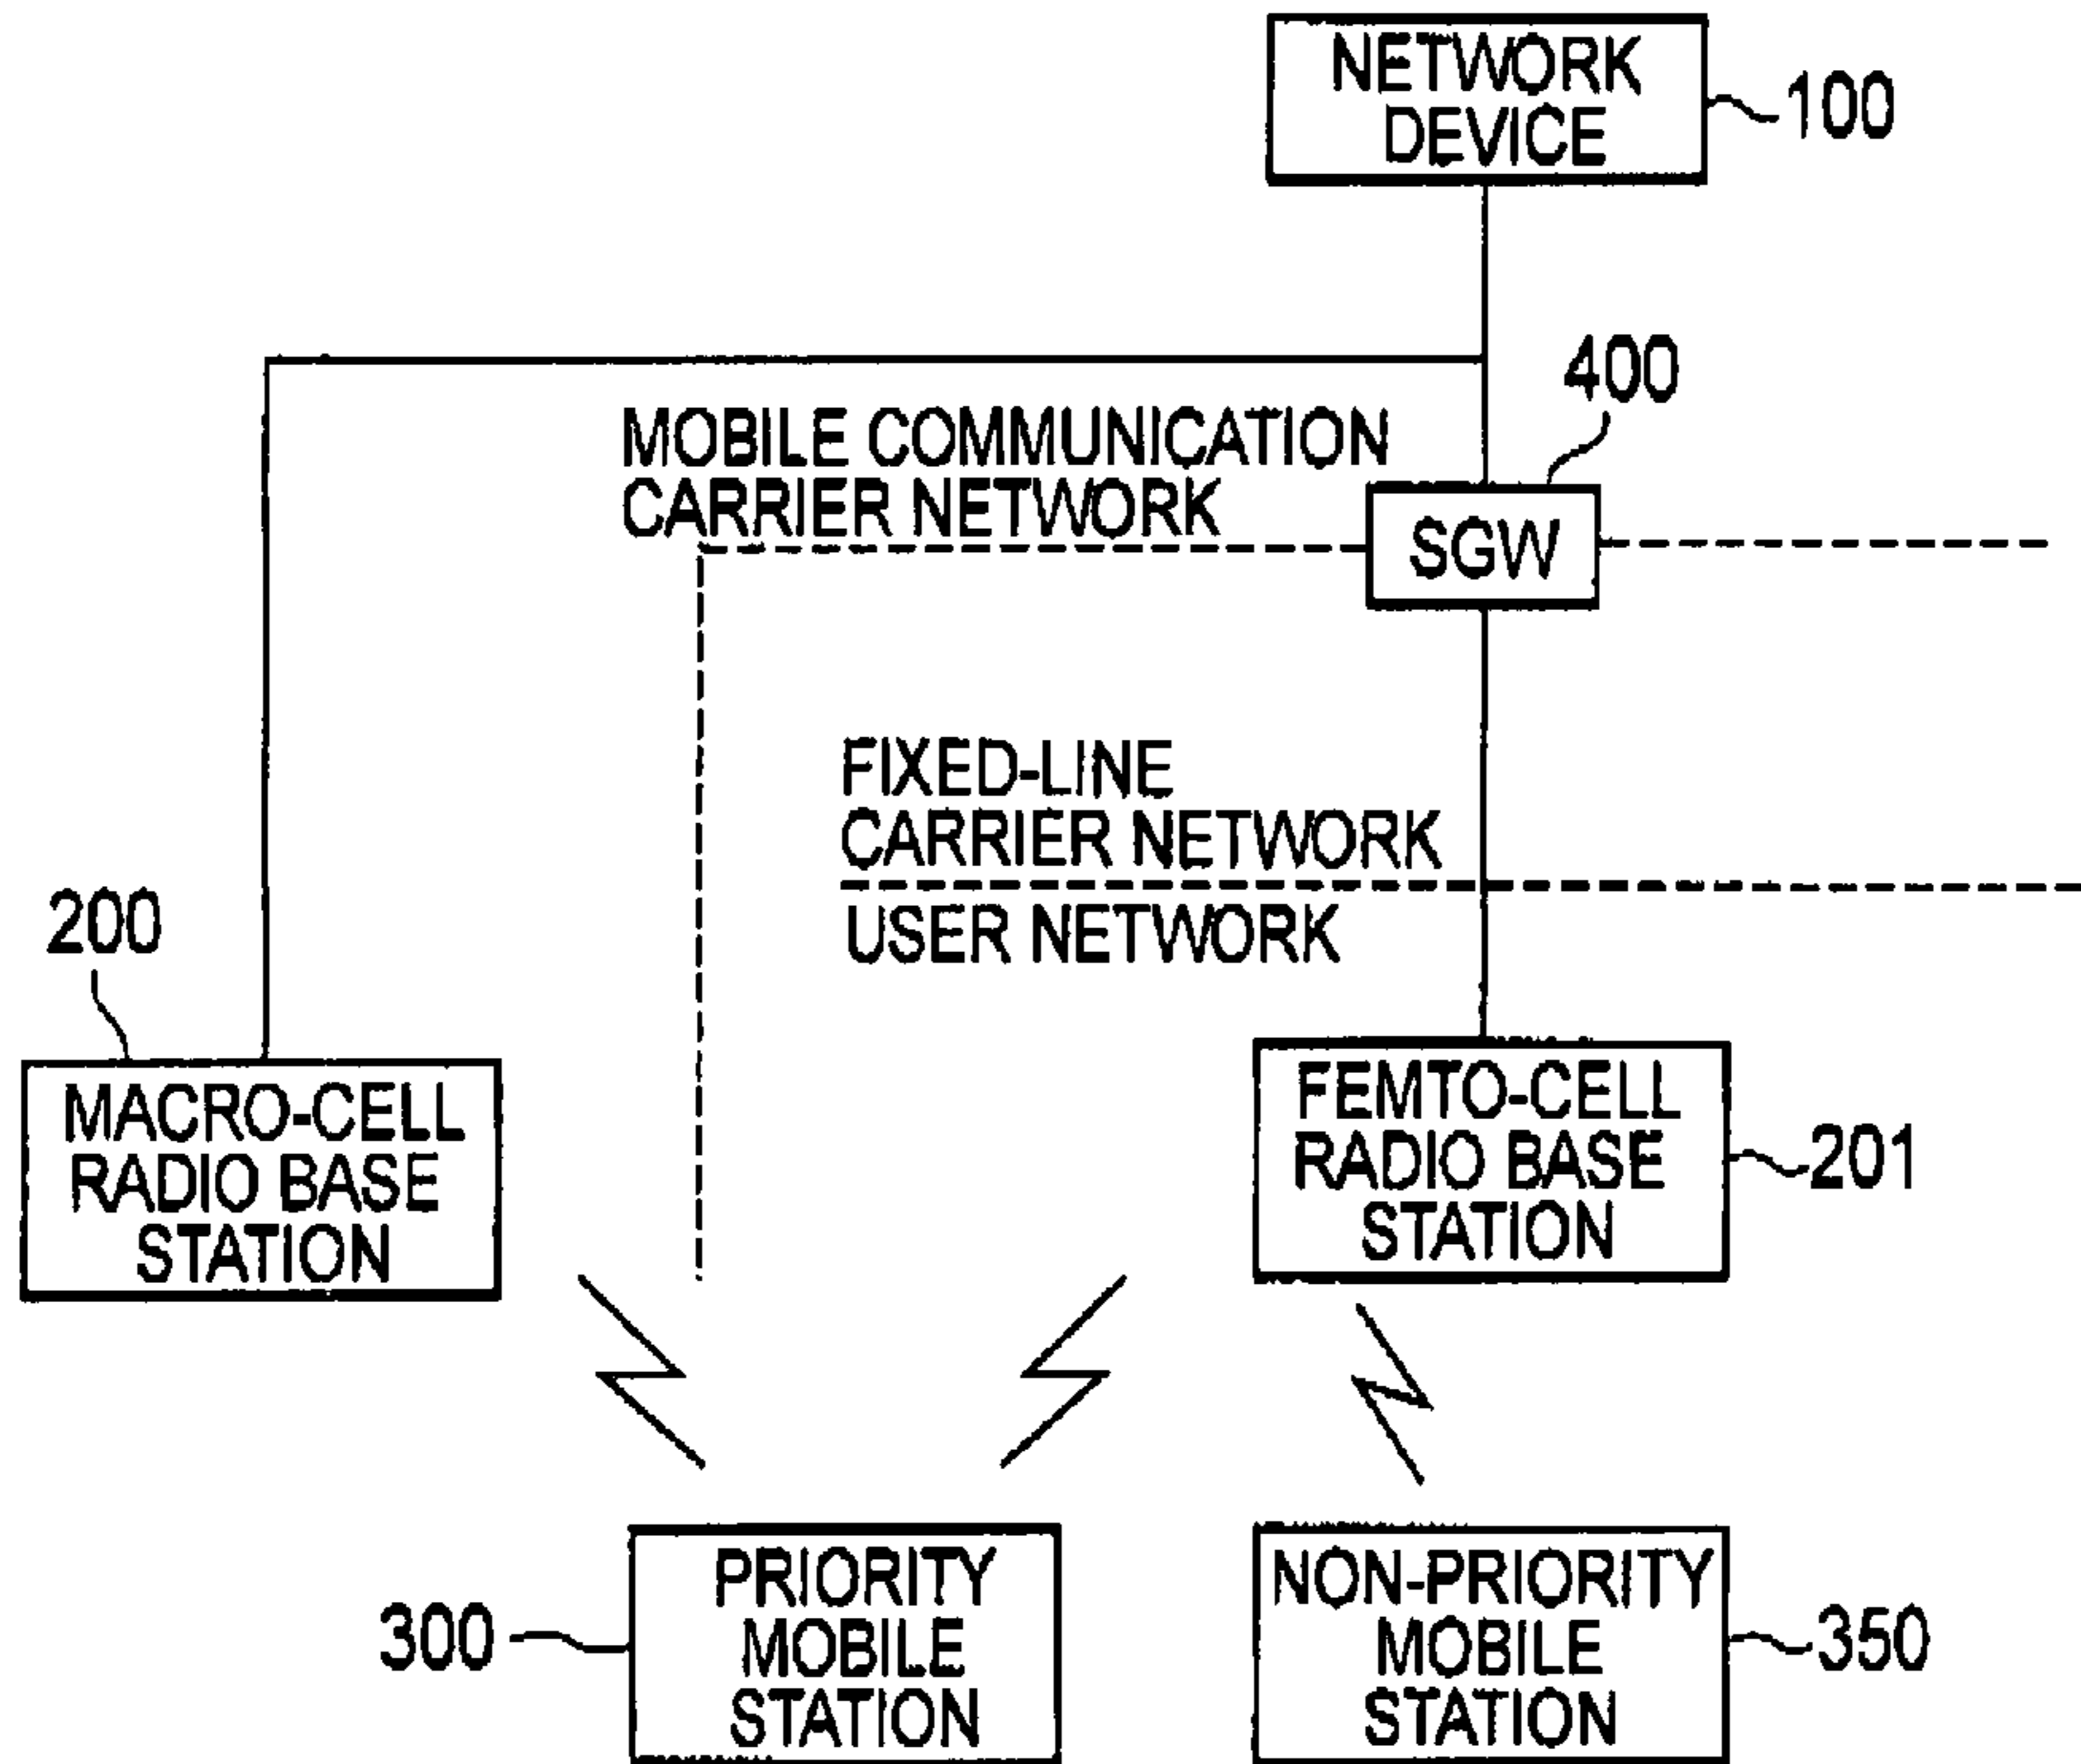 NETWORK
DEVICE
100
400
MOBILE COMMUNICATION
CARRIER NETWORK
SGW
FIXED-LINE
CARRIER NETWORK
USER NETWORK
200
MACRO-CELL
RADIO BASE
STATION
FEMTO-CELL
RADIO BASE
STATION
201
300
PRIORITY
MOBILE
STATION
NON-PRIORITY
MOBILE
STATION
350